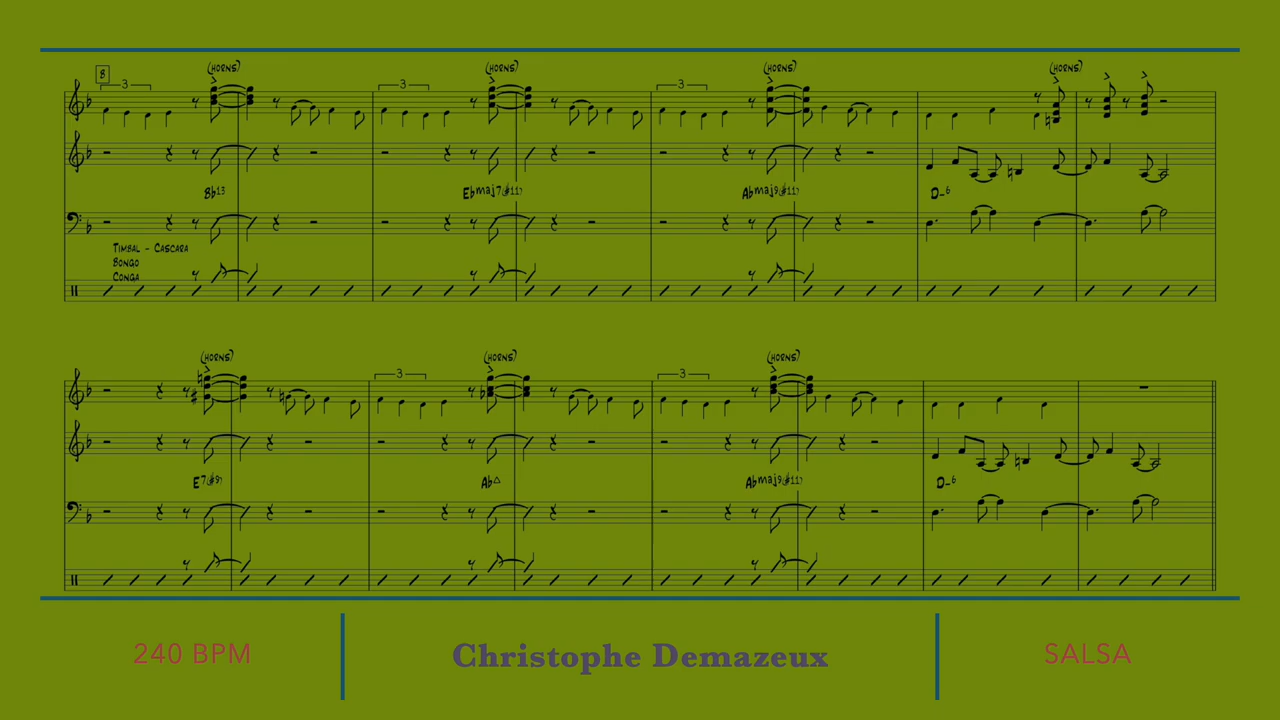 8
(HORNS) (HORNS) (HORNS) (HORNS)
3 3 3
Bb13 Ebmaj7(#11) Abmaj9(#11) D-6
TIMBAL - CASCARA
BONGO
CONGA
(HORNS) (HORNS) (HORNS)
3 3
E7(#9) Ab△ Abmaj9(#11) D-6
240 BPM
Christophe Demazeux
SALSA